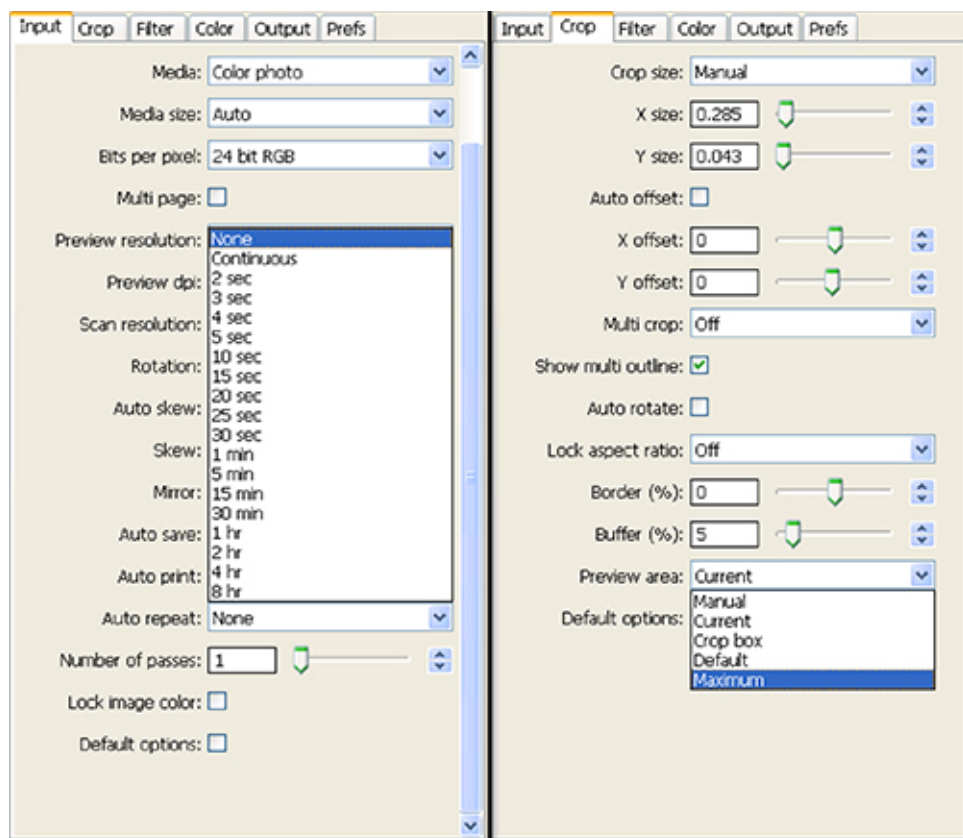 Input Crop Filter Color Output Prefs
Media: Color photo
Media size: Auto
Bits per pixel: 24 bit RGB
Multi page:
Preview resolution: None
Continuous
Preview dpi: 2 sec
3 sec
Scan resolution: 4 sec
5 sec
Rotation: 10 sec
15 sec
20 sec
Auto skew: 25 sec
30 sec
Skew: 1 min
5 min
Mirror: 15 min
30 min
Auto save: 1 hr
2 hr
Auto print: 4 hr
8 hr
Auto repeat: None
Number of passes: 1
Lock image color:
Default options:
Input Crop Filter Color Output Prefs
Crop size: Manual
X size: 0.285
Y size: 0.043
Auto offset:
X offset: 0
Y offset: 0
Multi crop: Off
Show multi outline:
Auto rotate:
Lock aspect ratio: Off
Border (%): 0
Buffer (%): 5
Preview area: Current
Manual
Default options: Current
Crop box
Default
Maximum